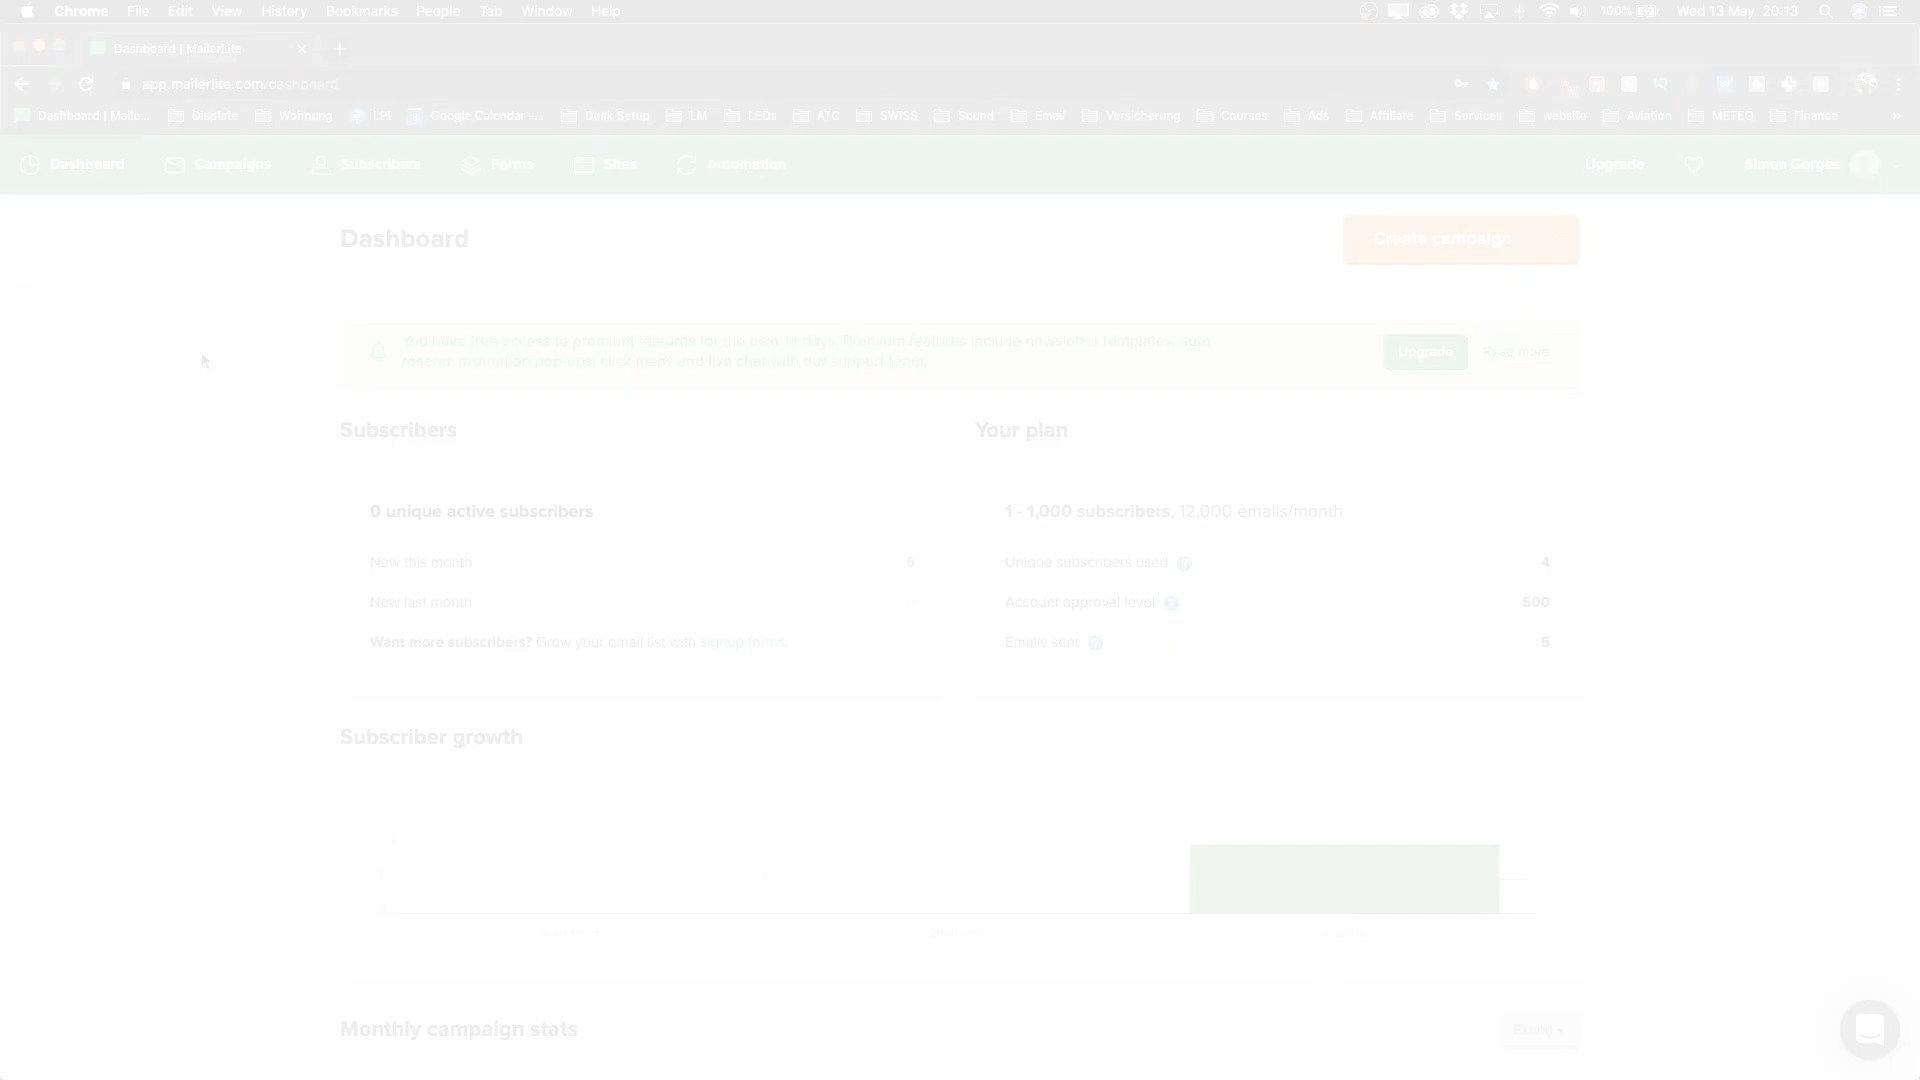 Chrome File Edit View History Bookmarks People Tab Window Help 100% Wed 13 May 20:13
Dashboard | MailerLite
app.mailerlite.com/dashboard
Dashboard | Maile... Displate Wohnung LPI Google Calendar -... Desk Setup LM LEDs ATC SWISS Sound Email Versicherung Courses Ads Affiliate Services website Aviation METEO Finance »
Dashboard Campaigns Subscribers Forms Sites Automation Upgrade Simon Gorges
Dashboard
Create campaign
You have free access to premium features for the next 14 days. Premium features include newsletter templates, auto
resend, promotion pop-ups, click maps and live chat with our support team.
Upgrade Read more
Subscribers
Your plan
0 unique active subscribers
1 - 1,000 subscribers, 12,000 emails/month
New this month 5
Unique subscribers used ? 4
New last month
Account approval level ? 500
Want more subscribers? Grow your email list with signup forms.
Emails sent ? 5
Subscriber growth
Monthly campaign stats
Export